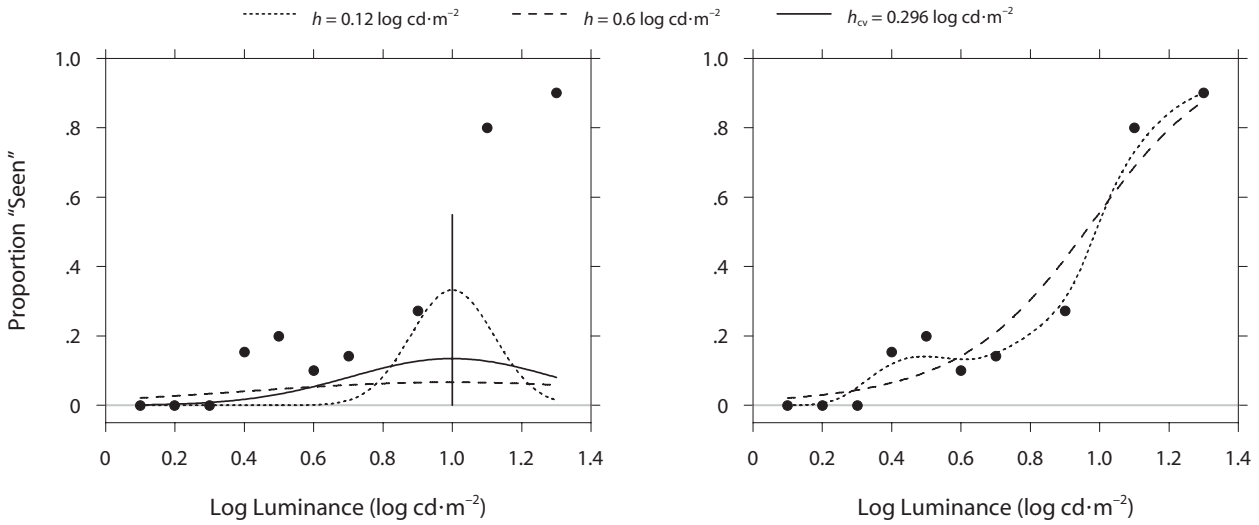 h = 0.12 log cd·m⁻² h = 0.6 log cd·m⁻² hcv = 0.296 log cd·m⁻²
1.0 1.0
.8 .8
.6 .6
.4 .4
.2 .2
0 0
Proportion “Seen”
0 0.2 0.4 0.6 0.8 1.0 1.2 1.4 0 0.2 0.4 0.6 0.8 1.0 1.2 1.4
Log Luminance (log cd·m⁻²) Log Luminance (log cd·m⁻²)